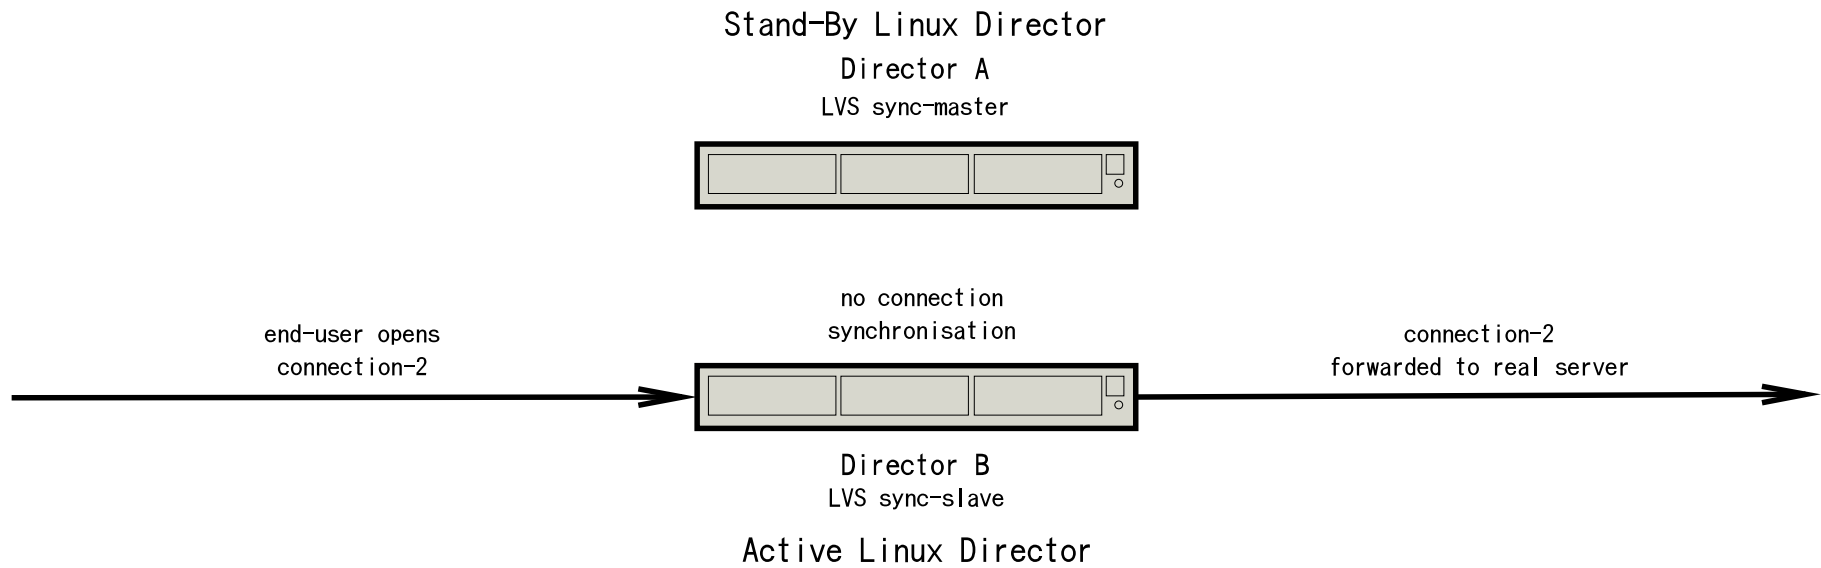 Stand-By Linux Director
Director A
LVS sync-master
no connection
synchronisation
end-user opens
connection-2
connection-2
forwarded to real server
Director B
LVS sync-slave
Active Linux Director